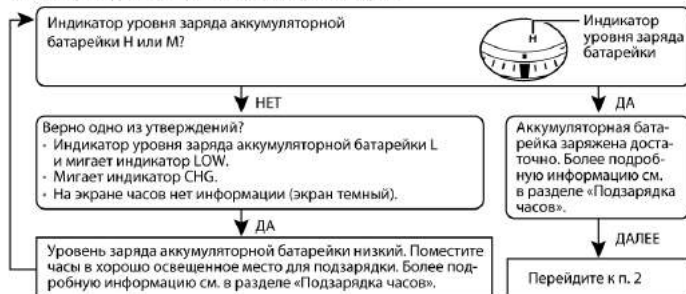 Индикатор уровня заряда аккумуляторной
батарейки H или M?
H
Индикатор
уровня заряда
батарейки
НЕТ
ДА
Верно одно из утверждений?
· Индикатор уровня заряда аккумуляторной батарейки L
и мигает индикатор LOW.
· Мигает индикатор CHG.
· На экране часов нет информации (экран темный).
Аккумуляторная бата-
рейка заряжена доста-
точно. Более подроб-
ную информацию см.
в разделе «Подзарядка
часов».
ДА
ДАЛЕЕ
Уровень заряда аккумуляторной батарейки низкий. Поместите
часы в хорошо освещенное место для подзарядки. Более под-
робную информацию см. в разделе «Подзарядка часов».
Перейдите к п. 2